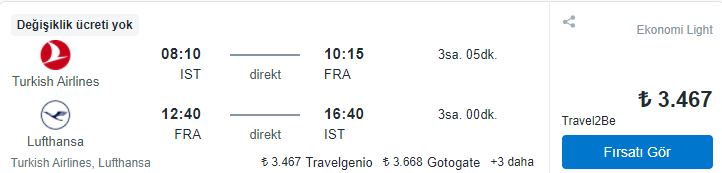 Değişiklik ücreti yok
08:10 10:15 3sa. 05dk.
IST direkt FRA
Turkish Airlines
12:40 16:40 3sa. 00dk.
FRA direkt IST
Lufthansa
Turkish Airlines, Lufthansa ₺ 3.467 Travelgenio ₺ 3.668 Gotogate +3 daha
Ekonomi Light
₺ 3.467
Travel2Be
Fırsatı Gör